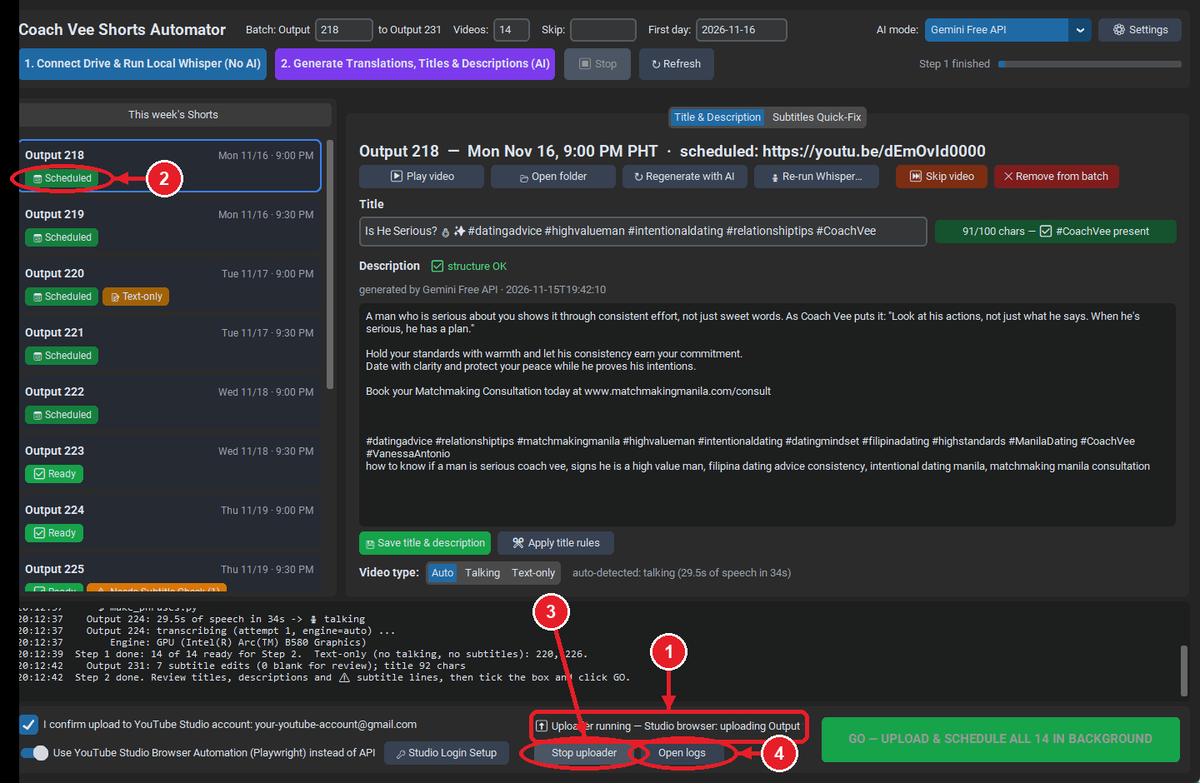 Coach Vee Shorts Automator
Batch: Output 218 to Output 231 Videos: 14 Skip: First day: 2026-11-16
AI mode: Gemini Free API Settings
1. Connect Drive & Run Local Whisper (No AI) 2. Generate Translations, Titles & Descriptions (AI) Stop ↻ Refresh
Step 1 finished
This week's Shorts
Output 218 Mon 11/16 · 9:00 PM
Scheduled
2
Output 219 Mon 11/16 · 9:30 PM
Scheduled
Output 220 Tue 11/17 · 9:00 PM
Scheduled Text-only
Output 221 Tue 11/17 · 9:30 PM
Scheduled
Output 222 Wed 11/18 · 9:00 PM
Scheduled
Output 223 Wed 11/18 · 9:30 PM
Ready
Output 224 Thu 11/19 · 9:00 PM
Ready
Output 225 Thu 11/19 · 9:30 PM
Ready Needs Subtitle Check (1)
Title & Description Subtitles Quick-Fix
Output 218 — Mon Nov 16, 9:00 PM PHT · scheduled: https://youtu.be/dEmOvId0000
Play video Open folder ↻ Regenerate with AI Re-run Whisper... Skip video Remove from batch
Title
Is He Serious? 💍✨ #datingadvice #highvalueman #intentionaldating #relationshiptips #CoachVee
91/100 chars — ☑ #CoachVee present
Description ☑ structure OK
generated by Gemini Free API · 2026-11-15T19:42:10
A man who is serious about you shows it through consistent effort, not just sweet words. As Coach Vee puts it: "Look at his actions, not just what he says. When he's
serious, he has a plan."
Hold your standards with warmth and let his consistency earn your commitment.
Date with clarity and protect your peace while he proves his intentions.
Book your Matchmaking Consultation today at www.matchmakingmanila.com/consult
#datingadvice #relationshiptips #matchmakingmanila #highvalueman #intentionaldating #datingmindset #filipinadating #highstandards #ManilaDating #CoachVee
#VanessaAntonio
how to know if a man is serious coach vee, signs he is a high value man, filipina dating advice consistency, intentional dating manila, matchmaking manila consultation
Save title & description Apply title rules
Video type: Auto Talking Text-only auto-detected: talking (29.5s of speech in 34s)
20:12:37 make_phrases.py
20:12:37 Output 224: 29.5s of speech in 34s -> talking
20:12:37 Output 224: transcribing (attempt 1, engine=auto) ...
20:12:37 Engine: GPU (Intel(R) Arc(TM) B580 Graphics)
20:12:39 Step 1 done: 14 of 14 ready for Step 2. Text-only (no talking, no subtitles): 220, 226.
20:12:42 Output 231: 7 subtitle edits (0 blank for review); title 92 chars
20:12:42 Step 2 done. Review titles, descriptions and ⚠ subtitle lines, then tick the box and click GO.
3
1
I confirm upload to YouTube Studio account: your-youtube-account@gmail.com
Uploader running — Studio browser: uploading Output
Use YouTube Studio Browser Automation (Playwright) instead of API Studio Login Setup
Stop uploader Open logs
4
GO — UPLOAD & SCHEDULE ALL 14 IN BACKGROUND